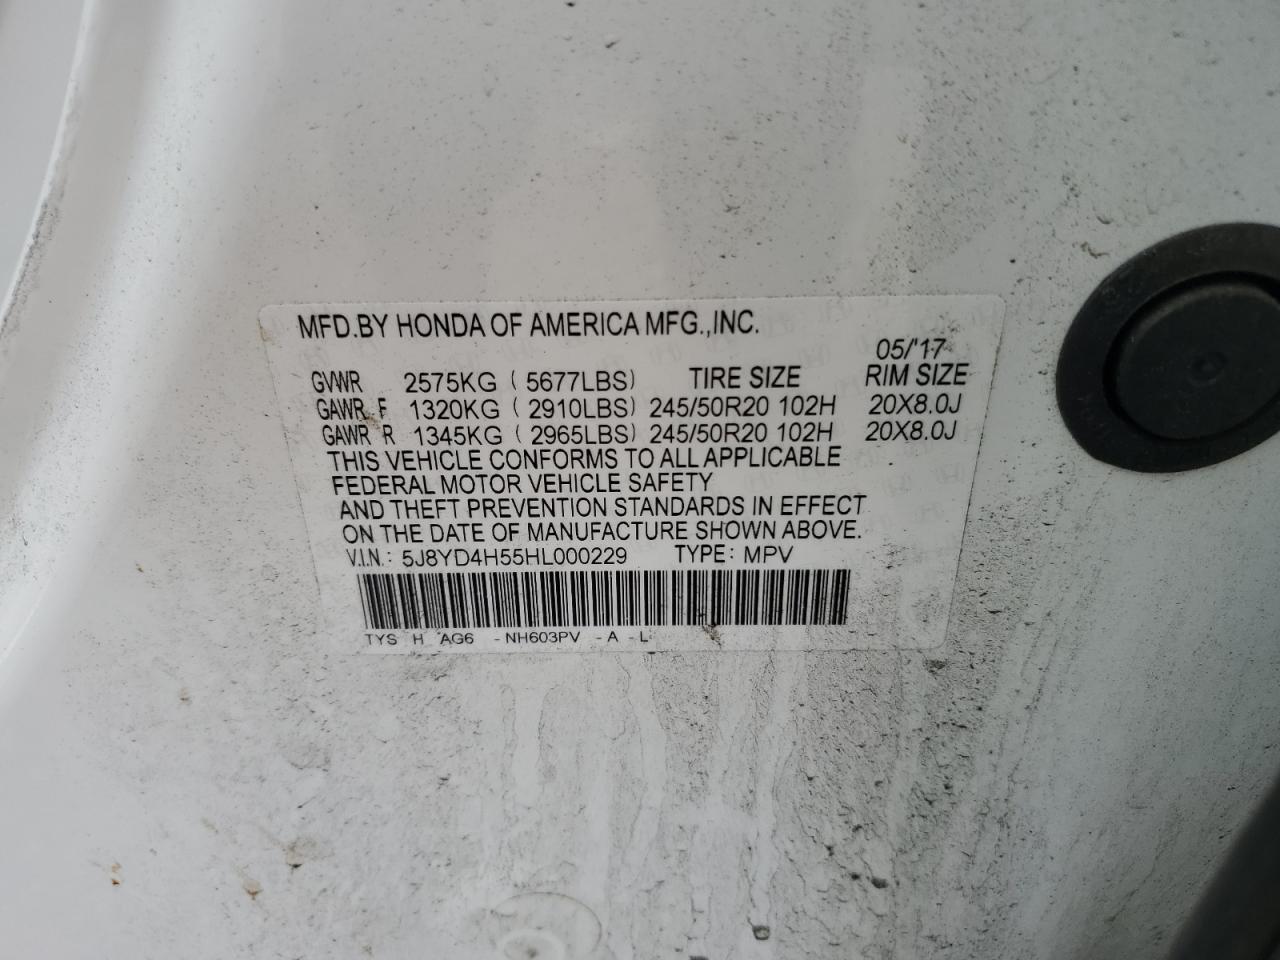 MFD.BY HONDA OF AMERICA MFG.,INC.
05/'17
GVWR 2575KG ( 5677LBS) TIRE SIZE RIM SIZE
GAWR F 1320KG ( 2910LBS) 245/50R20 102H 20X8.0J
GAWR R 1345KG ( 2965LBS) 245/50R20 102H 20X8.0J
THIS VEHICLE CONFORMS TO ALL APPLICABLE
FEDERAL MOTOR VEHICLE SAFETY
AND THEFT PREVENTION STANDARDS IN EFFECT
ON THE DATE OF MANUFACTURE SHOWN ABOVE.
V.I.N.: 5J8YD4H55HL000229 TYPE: MPV
TYS H AG6 -NH603PV -A -L